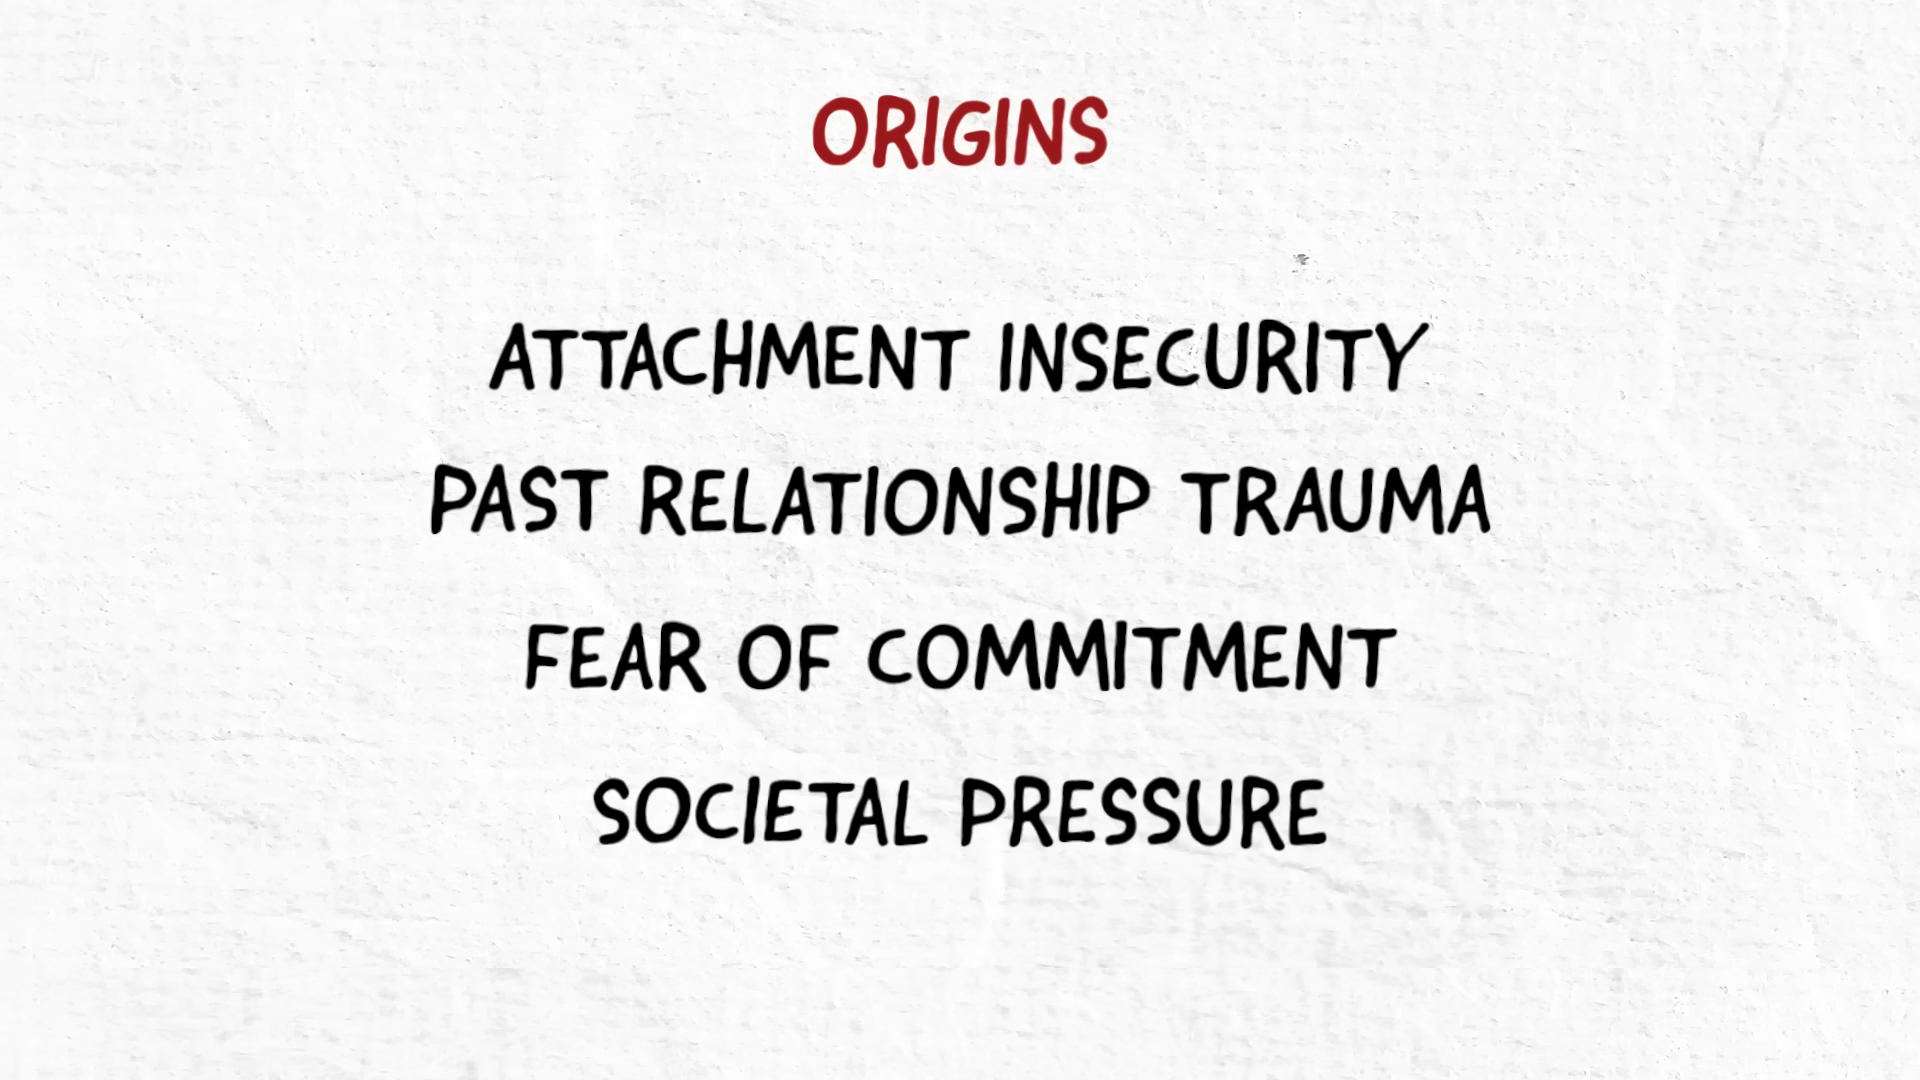 ORIGINS
ATTACHMENT INSECURITY
PAST RELATIONSHIP TRAUMA
FEAR OF COMMITMENT
SOCIETAL PRESSURE